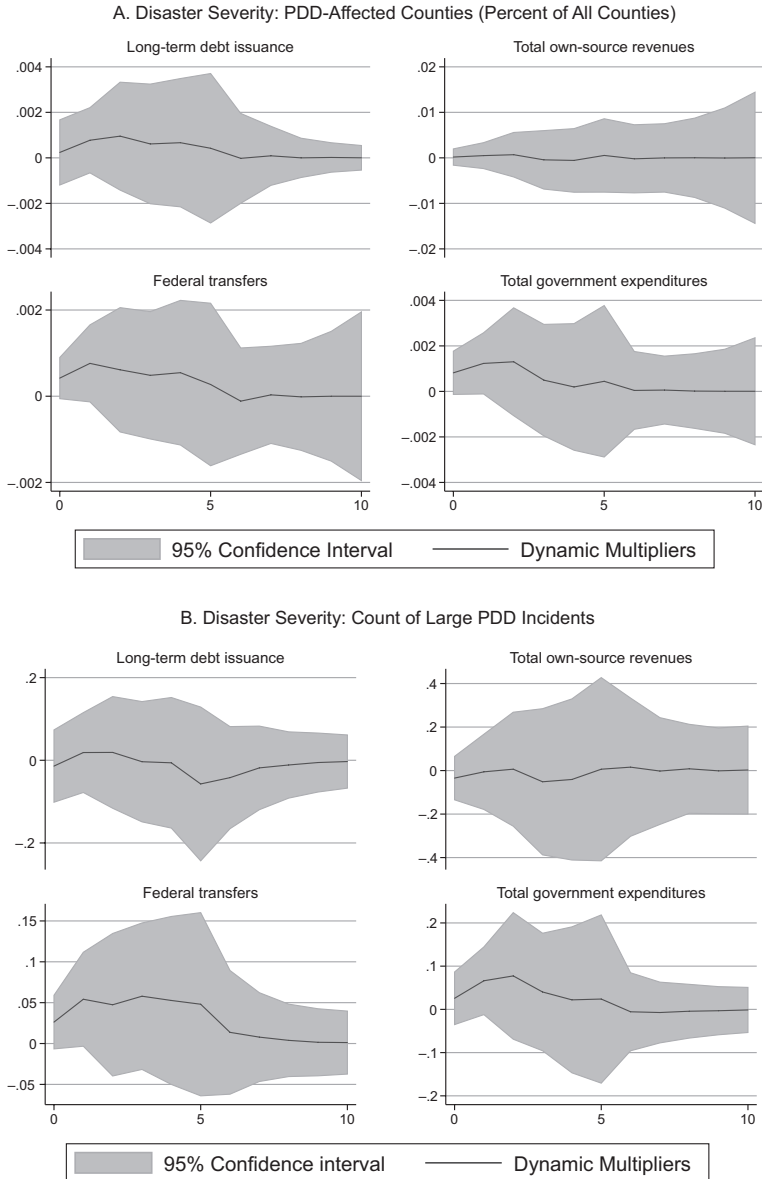 A. Disaster Severity: PDD-Affected Counties (Percent of All Counties)
Long-term debt issuance
.004
.002
0
–.002
–.004
Total own-source revenues
.02
.01
0
–.01
–.02
Federal transfers
.002
0
–.002
0 5 10
Total government expenditures
.004
.002
0
–.002
–.004
0 5 10
95% Confidence Interval Dynamic Multipliers
B. Disaster Severity: Count of Large PDD Incidents
Long-term debt issuance
.2
0
–.2
Total own-source revenues
.4
.2
0
–.2
–.4
Federal transfers
.15
.1
.05
0
–.05
0 5 10
Total government expenditures
.2
.1
0
–.1
–.2
0 5 10
95% Confidence interval Dynamic Multipliers